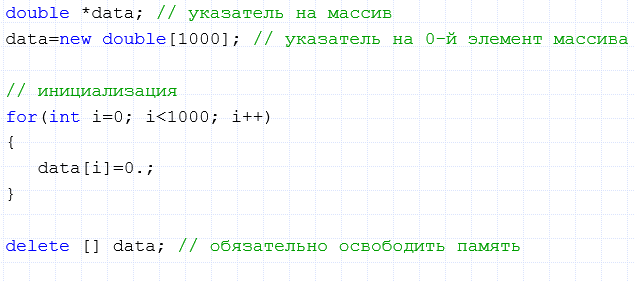 double *data; // указатель на массив
data=new double[1000]; // указатель на 0-й элемент массива
// инициализация
for(int i=0; i<1000; i++)
{
data[i]=0.;
}
delete [] data; // обязательно освободить память